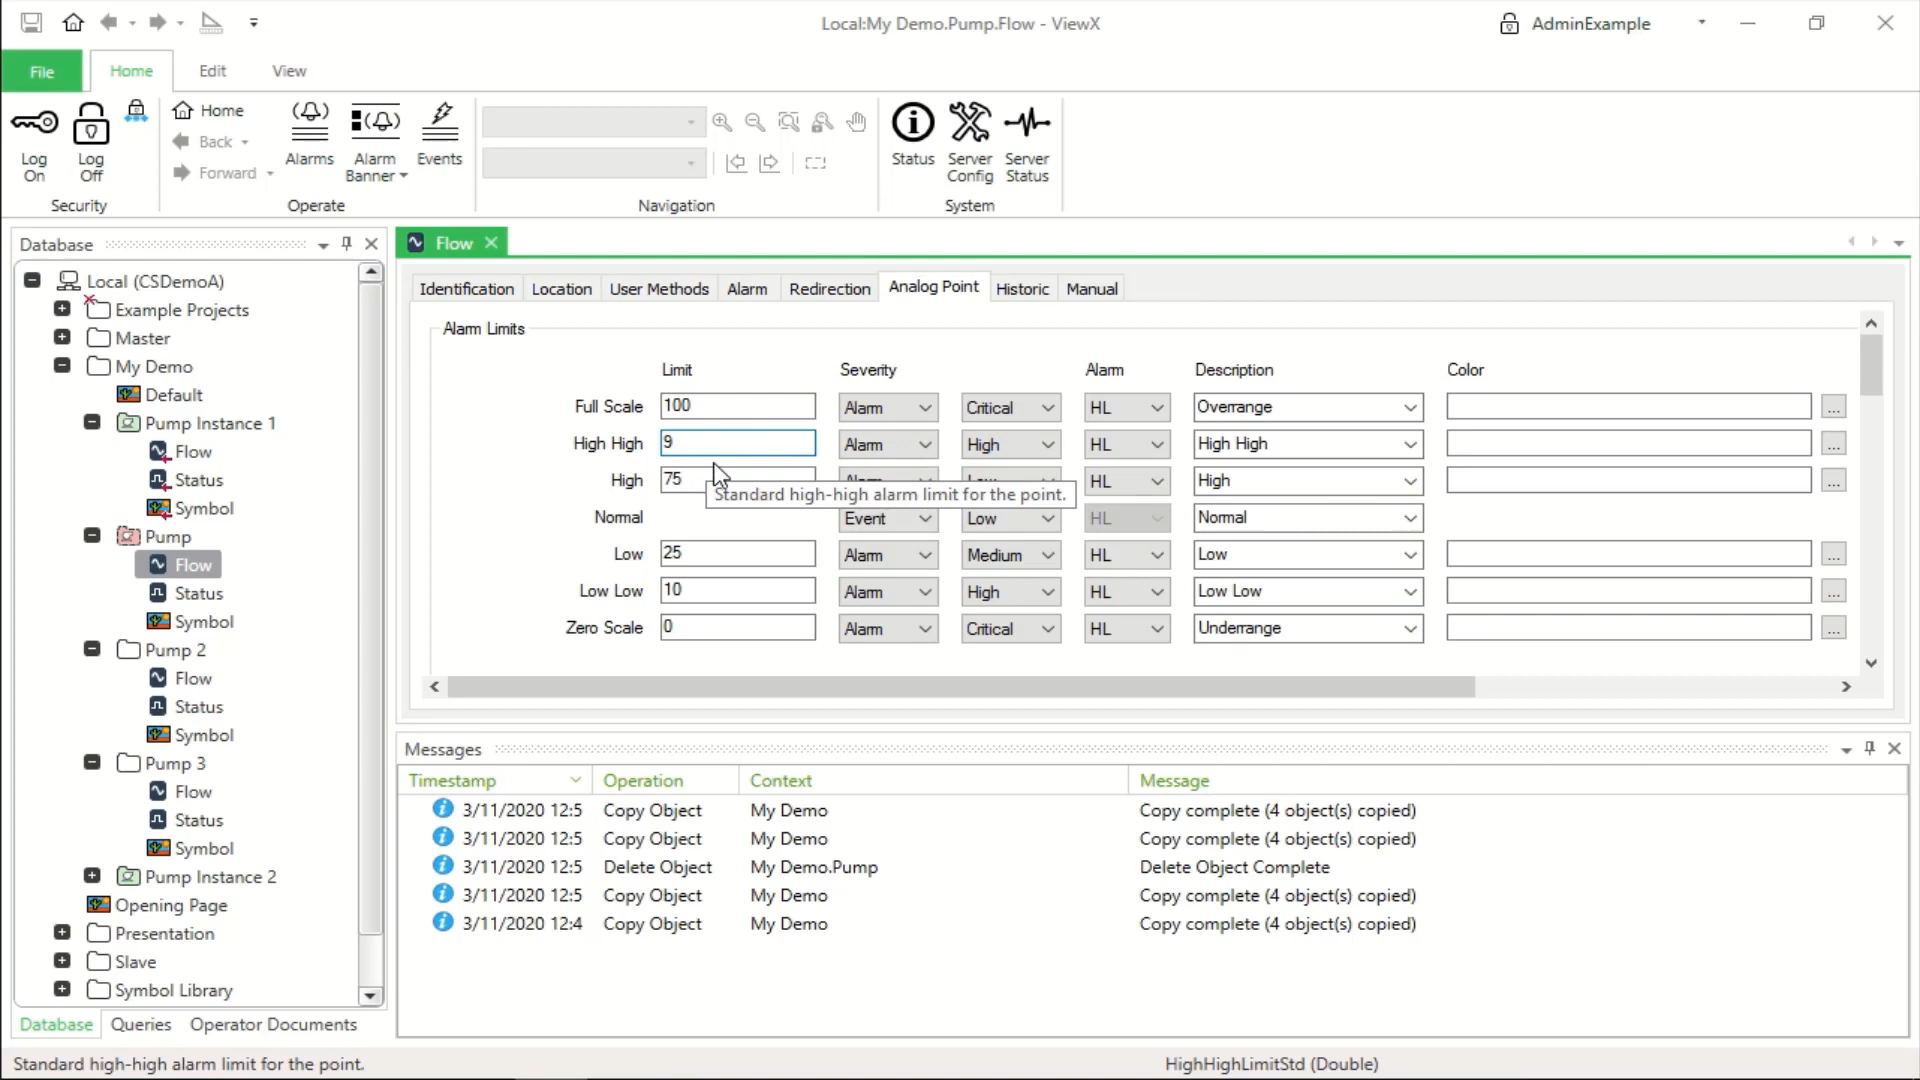 Local:My Demo.Pump.Flow - ViewX
AdminExample
File
Home
Edit
View
Log On
Log Off
Security
Home
Back
Forward
Alarms
Alarm Banner
Events
Operate
Navigation
Status
Server Config
Server Status
System
Database
Local (CSDemoA)
Example Projects
Master
My Demo
Default
Pump Instance 1
Flow
Status
Symbol
Pump
Flow
Status
Symbol
Pump 2
Flow
Status
Symbol
Pump 3
Flow
Status
Symbol
Pump Instance 2
Opening Page
Presentation
Slave
Symbol Library
Database Queries Operator Documents
Flow
Identification Location User Methods Alarm Redirection Analog Point Historic Manual
Alarm Limits
Limit Severity Alarm Description Color
Full Scale 100 Alarm Critical HL Overrange ...
High High 9 Alarm High HL High High ...
High 75 HL High ...
Standard high-high alarm limit for the point.
Normal Event Low HL Normal
Low 25 Alarm Medium HL Low ...
Low Low 10 Alarm High HL Low Low ...
Zero Scale 0 Alarm Critical HL Underrange ...
Messages
Timestamp Operation Context Message
3/11/2020 12:5 Copy Object My Demo Copy complete (4 object(s) copied)
3/11/2020 12:5 Copy Object My Demo Copy complete (4 object(s) copied)
3/11/2020 12:5 Delete Object My Demo.Pump Delete Object Complete
3/11/2020 12:5 Copy Object My Demo Copy complete (4 object(s) copied)
3/11/2020 12:4 Copy Object My Demo Copy complete (4 object(s) copied)
Standard high-high alarm limit for the point.
HighHighLimitStd (Double)